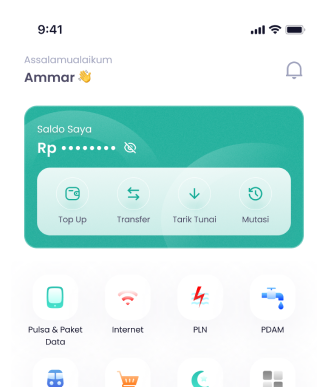 9:41
Assalamualaikum
Ammar 👋
Saldo Saya
Rp ••••••••
Top Up
Transfer
Tarik Tunai
Mutasi
Pulsa & Paket
Data
Internet
PLN
PDAM